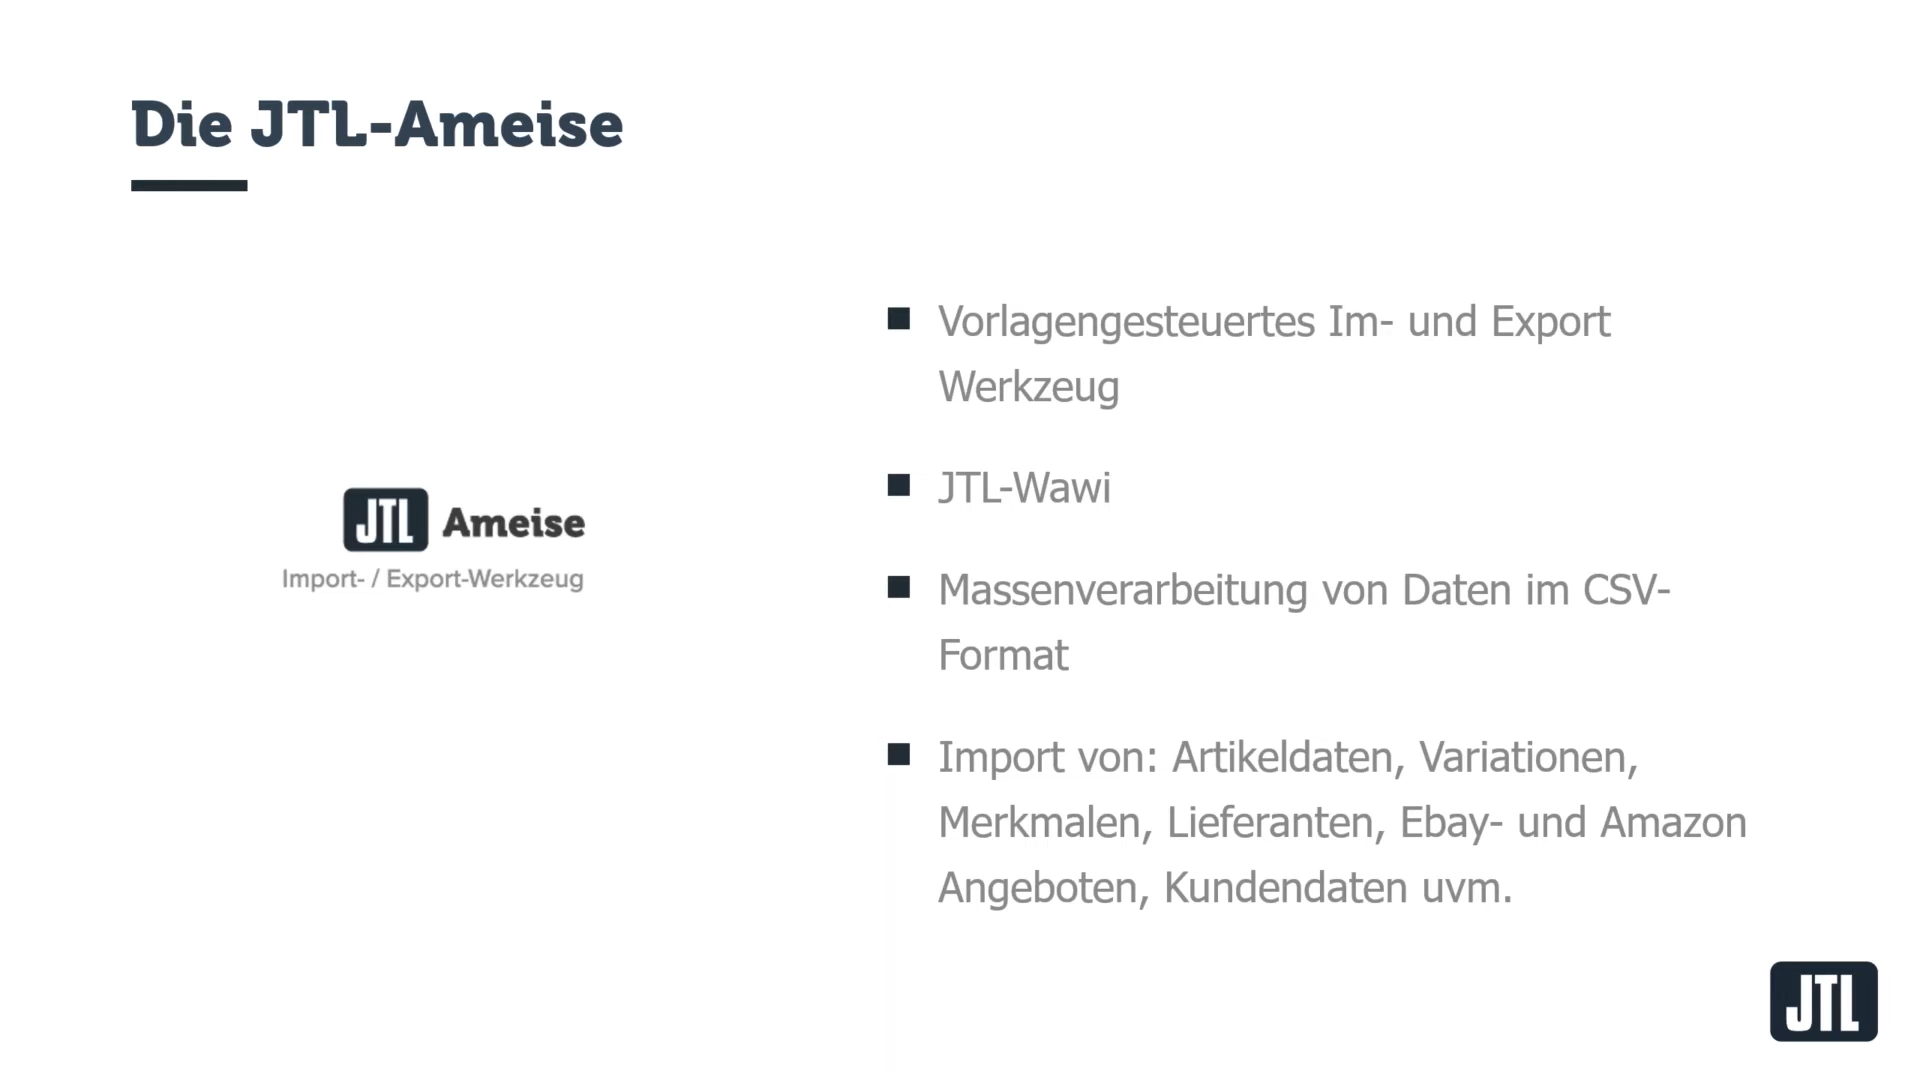 Die JTL-Ameise
JTL Ameise
Import- / Export-Werkzeug
Vorlagengesteuertes Im- und Export
Werkzeug
JTL-Wawi
Massenverarbeitung von Daten im CSV-
Format
Import von: Artikeldaten, Variationen,
Merkmalen, Lieferanten, Ebay- und Amazon
Angeboten, Kundendaten uvm.
JTL